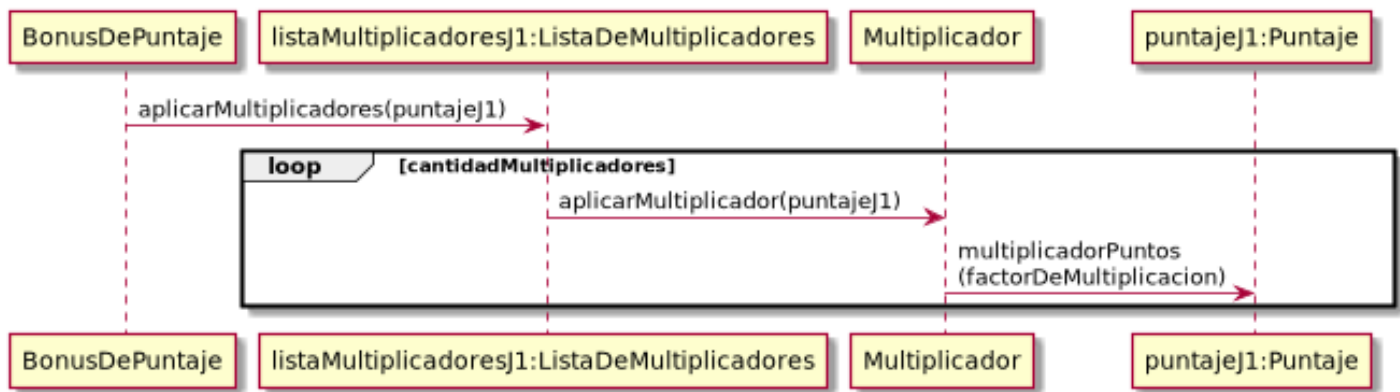 BonusDePuntaje
listaMultiplicadoresJ1:ListaDeMultiplicadores
Multiplicador
puntajeJ1:Puntaje
aplicarMultiplicadores(puntajeJ1)
loop
[cantidadMultiplicadores]
aplicarMultiplicador(puntajeJ1)
multiplicadorPuntos
(factorDeMultiplicacion)
BonusDePuntaje
listaMultiplicadoresJ1:ListaDeMultiplicadores
Multiplicador
puntajeJ1:Puntaje